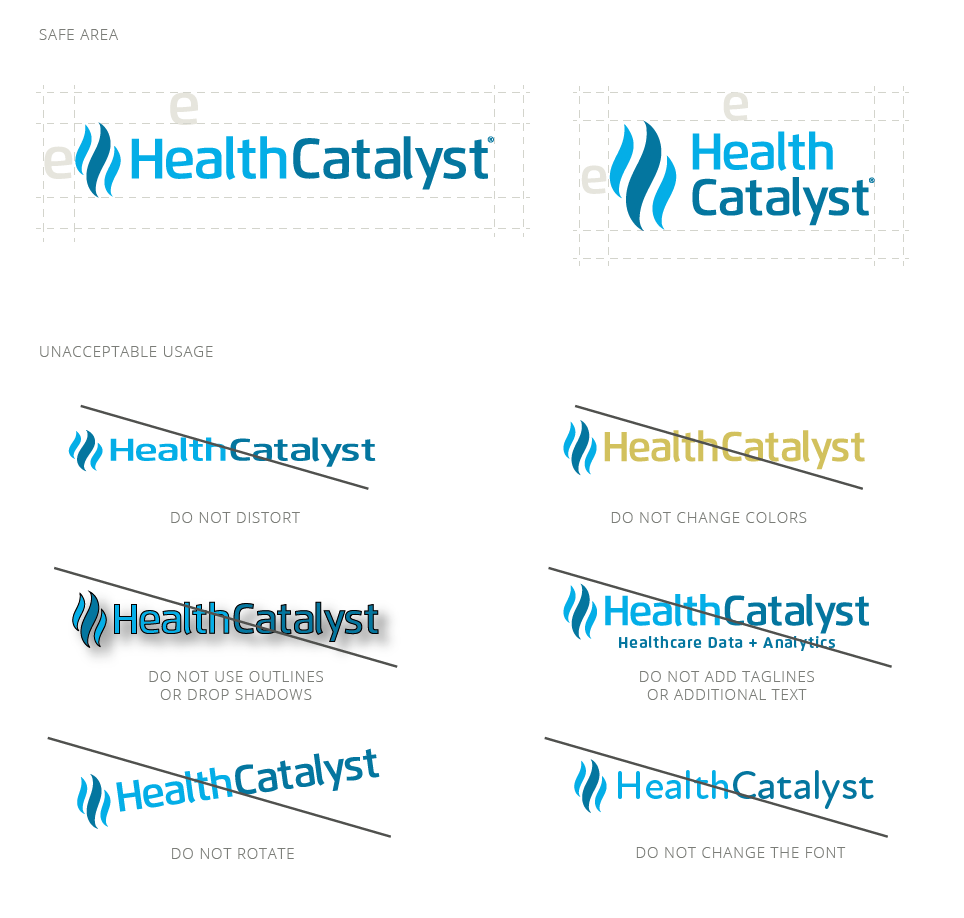 SAFE AREA
e
e
e HealthCatalyst®
Health
e
Catalyst®
UNACCEPTABLE USAGE
HealthCatalyst
HealthCatalyst
DO NOT DISTORT
DO NOT CHANGE COLORS
HealthCatalyst
HealthCatalyst
Healthcare Data + Analytics
DO NOT USE OUTLINES
OR DROP SHADOWS
DO NOT ADD TAGLINES
OR ADDITIONAL TEXT
HealthCatalyst
HealthCatalyst
DO NOT ROTATE
DO NOT CHANGE THE FONT